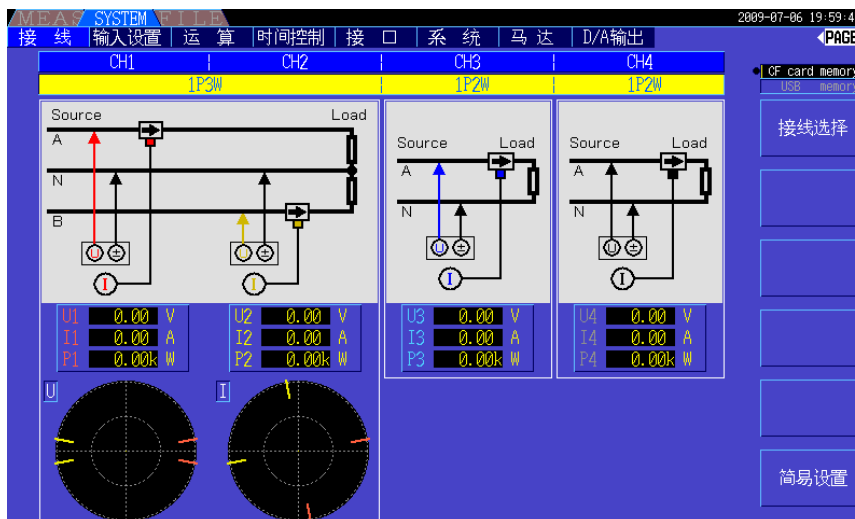 MEAS SYSTEM FILE 2009-07-06 19:59:4
接 线 输入设置 运 算 时间控制 接 口 系 统 马 达 D/A输出 PAGE
CH1 CH2 CH3 CH4
1P3W 1P2W 1P2W
CF card memory
USB memory
接线选择
Source Load
A
N
B
U ±
U ±
I
I
Source Load
A
N
U ±
I
Source Load
A
N
U ±
I
U1 0.00 V
I1 0.00 A
P1 0.00k W
U2 0.00 V
I2 0.00 A
P2 0.00k W
U3 0.00 V
I3 0.00 A
P3 0.00k W
U4 0.00 V
I4 0.00 A
P4 0.00k W
U
I
简易设置